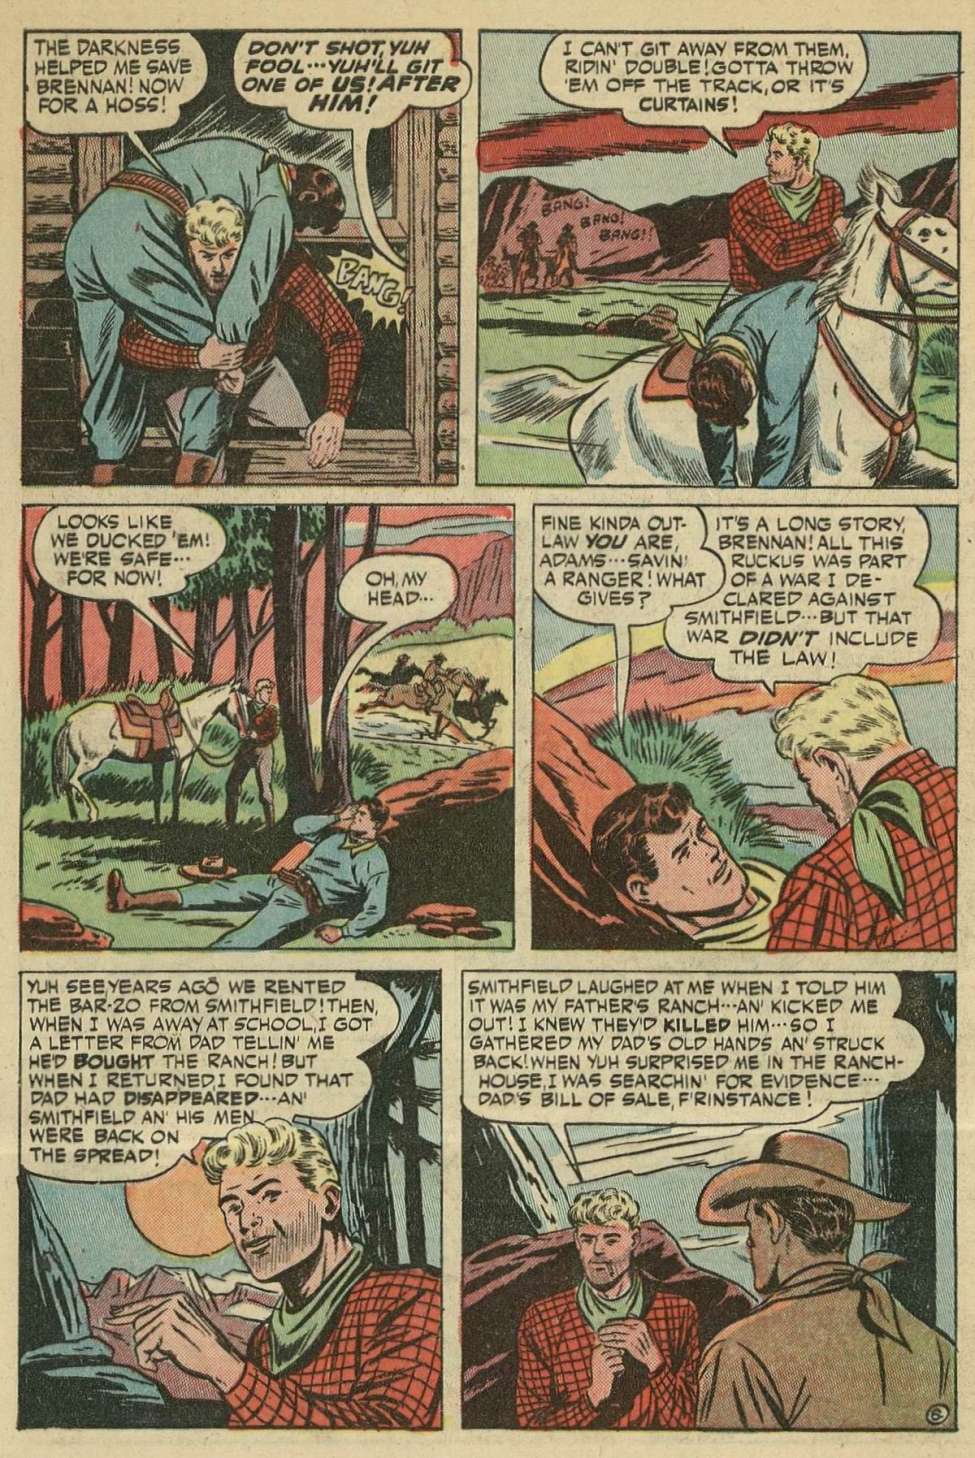 THE DARKNESS
HELPED ME SAVE
BRENNAN! NOW
FOR A HOSS!
DON'T SHOT, YUH
FOOL...YUH'LL GIT
ONE OF US! AFTER
HIM!
BANG!
I CAN'T GIT AWAY FROM THEM,
RIDIN' DOUBLE! GOTTA THROW
'EM OFF THE TRACK, OR IT'S
CURTAINS!
BANG!
BANG!
BANG!!
LOOKS LIKE
WE DUCKED 'EM!
WE'RE SAFE...
FOR NOW!
OH, MY
HEAD...
FINE KINDA OUT-
LAW YOU ARE,
ADAMS...SAVIN'
A RANGER! WHAT
GIVES?
IT'S A LONG STORY,
BRENNAN! ALL THIS
RUCKUS WAS PART
OF A WAR I DE-
CLARED AGAINST
SMITHFIELD...BUT THAT
WAR DIDN'T INCLUDE
THE LAW!
YUH SEE, YEARS AGO WE RENTED
THE BAR-20 FROM SMITHFIELD! THEN,
WHEN I WAS AWAY AT SCHOOL, I GOT
A LETTER FROM DAD TELLIN' ME
HE'D BOUGHT THE RANCH! BUT
WHEN I RETURNED, I FOUND THAT
DAD HAD DISAPPEARED...AN'
SMITHFIELD AN' HIS MEN
WERE BACK ON
THE SPREAD!
SMITHFIELD LAUGHED AT ME WHEN I TOLD HIM
IT WAS MY FATHER'S RANCH...AN' KICKED ME
OUT! I KNEW THEY'D KILLED HIM...SO I
GATHERED MY DAD'S OLD HANDS AN' STRUCK
BACK! WHEN YUH SURPRISED ME IN THE RANCH-
HOUSE, I WAS SEARCHIN' FOR EVIDENCE...
DAD'S BILL OF SALE, F'RINSTANCE!
6